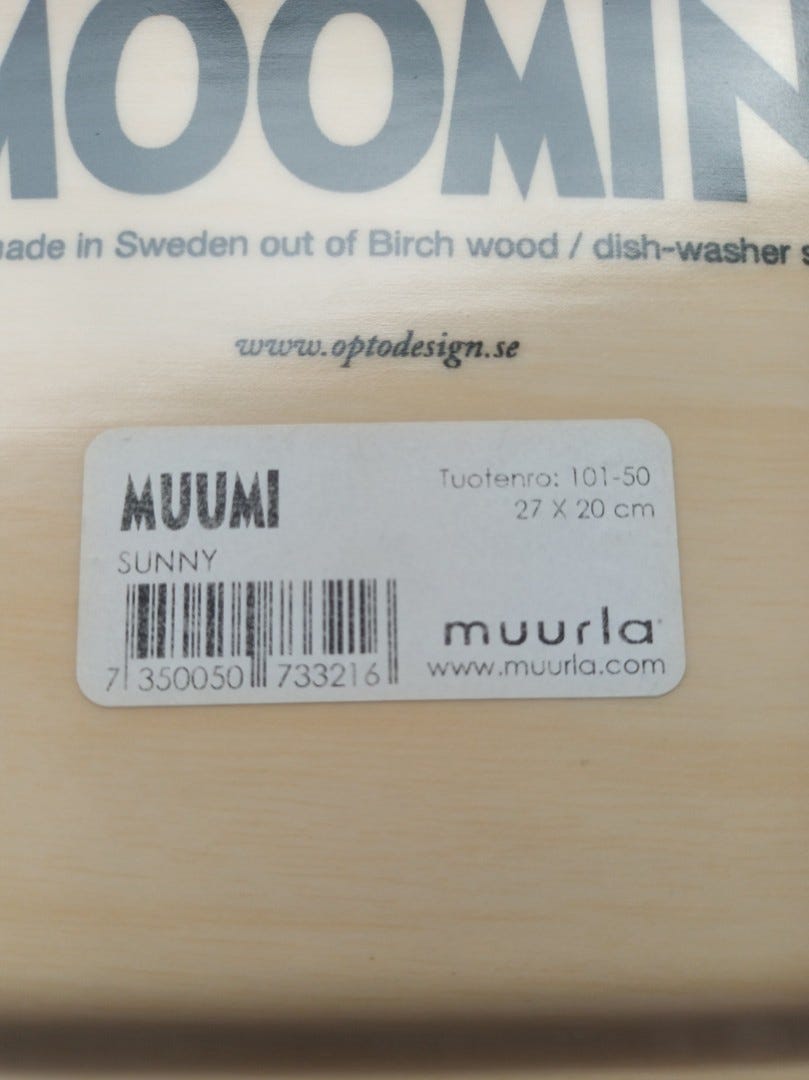 MOOMIN
made in Sweden out of Birch wood / dish-washer s
www.optodesign.se
MUUMI
Tuotenro: 101-50
27 X 20 cm
SUNNY
7 350050 733216
muurla
www.muurla.com